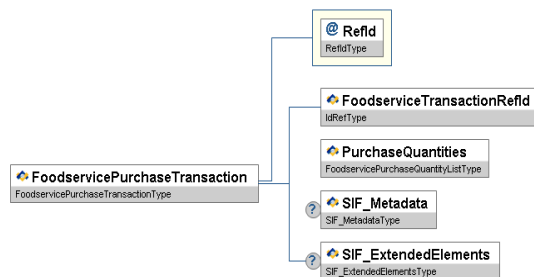 @ RefId
RefIdType
FoodserviceTransactionRefId
IdRefType
FoodservicePurchaseTransaction
FoodservicePurchaseTransactionType
PurchaseQuantities
FoodservicePurchaseQuantityListType
? SIF_Metadata
SIF_MetadataType
? SIF_ExtendedElements
SIF_ExtendedElementsType